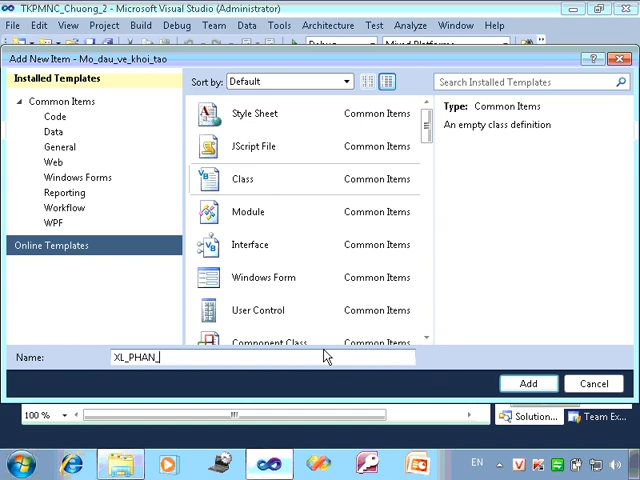 TKPMNC_Chuong_2 - Microsoft Visual Studio (Administrator)
File Edit View Project Build Debug Team Data Tools Architecture Test Analyze Window Help
Add New Item - Mo_dau_ve_khoi_tao
Installed Templates
Common Items
Code
Data
General
Web
Windows Forms
Reporting
Workflow
WPF
Online Templates
Sort by: Default
Search Installed Templates
Style Sheet Common Items
JScript File Common Items
Class Common Items
Module Common Items
Interface Common Items
Windows Form Common Items
User Control Common Items
Component Class Common Items
Type: Common Items
An empty class definition
Name: XL_PHAN_
Add Cancel
100 %
Solution... Team Ex...
EN